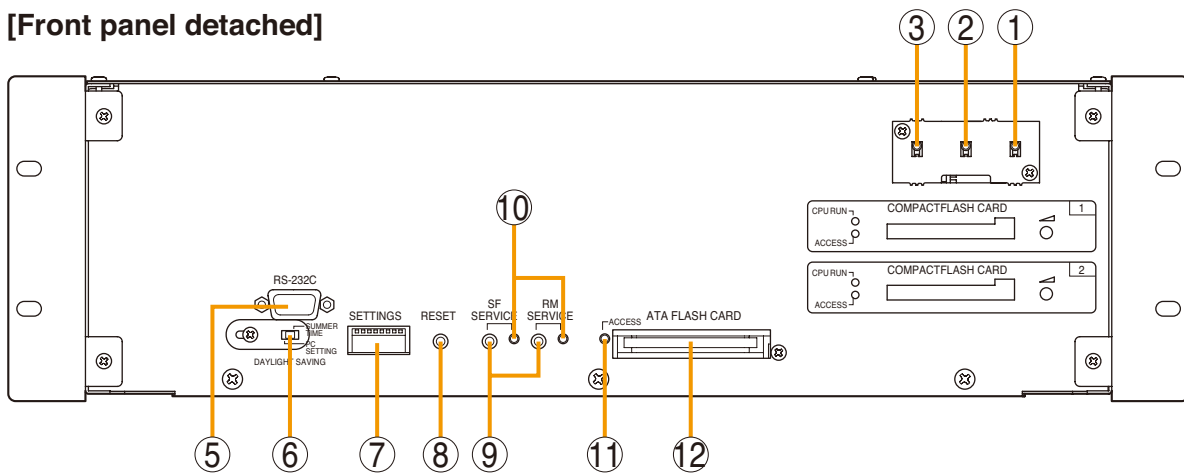 [Front panel detached]
③ ② ①
CPU RUN
COMPACTFLASH CARD
1
ACCESS
CPU RUN
COMPACTFLASH CARD
2
ACCESS
⑩
RS-232C
SUMMER
TIME
PC
SETTING
DAYLIGHT SAVING
SETTINGS
RESET
SF
SERVICE
RM
SERVICE
ACCESS
ATA FLASH CARD
⑤ ⑥ ⑦ ⑧ ⑨ ⑪ ⑫